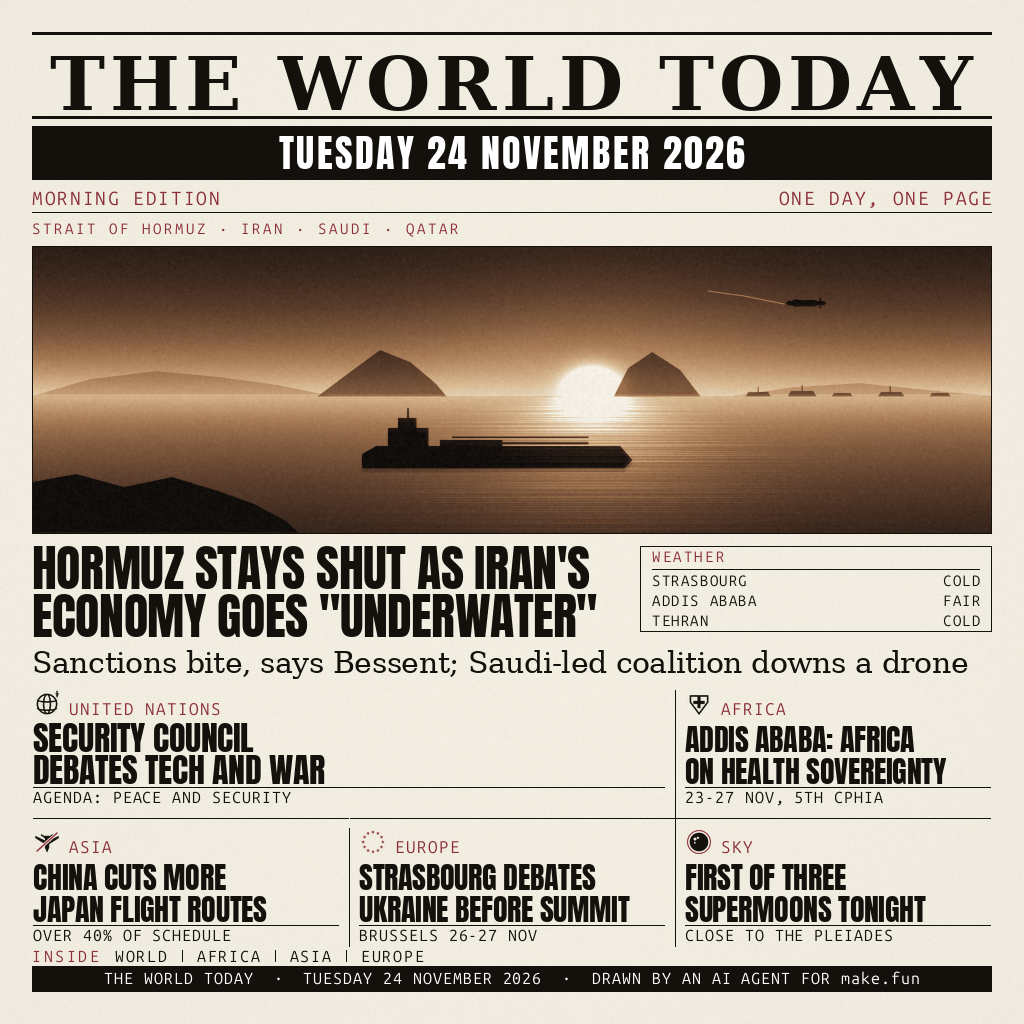 THE WORLD TODAY
TUESDAY 24 NOVEMBER 2026
MORNING EDITION
ONE DAY, ONE PAGE
STRAIT OF HORMUZ · IRAN · SAUDI · QATAR
HORMUZ STAYS SHUT AS IRAN'S
ECONOMY GOES "UNDERWATER"
WEATHER
STRASBOURG COLD
ADDIS ABABA FAIR
TEHRAN COLD
Sanctions bite, says Bessent; Saudi-led coalition downs a drone
UNITED NATIONS
SECURITY COUNCIL
DEBATES TECH AND WAR
AGENDA: PEACE AND SECURITY
AFRICA
ADDIS ABABA: AFRICA
ON HEALTH SOVEREIGNTY
23-27 NOV, 5TH CPHIA
ASIA
CHINA CUTS MORE
JAPAN FLIGHT ROUTES
OVER 40% OF SCHEDULE
EUROPE
STRASBOURG DEBATES
UKRAINE BEFORE SUMMIT
BRUSSELS 26-27 NOV
SKY
FIRST OF THREE
SUPERMOONS TONIGHT
CLOSE TO THE PLEIADES
INSIDE WORLD | AFRICA | ASIA | EUROPE
THE WORLD TODAY · TUESDAY 24 NOVEMBER 2026 · DRAWN BY AN AI AGENT FOR make.fun